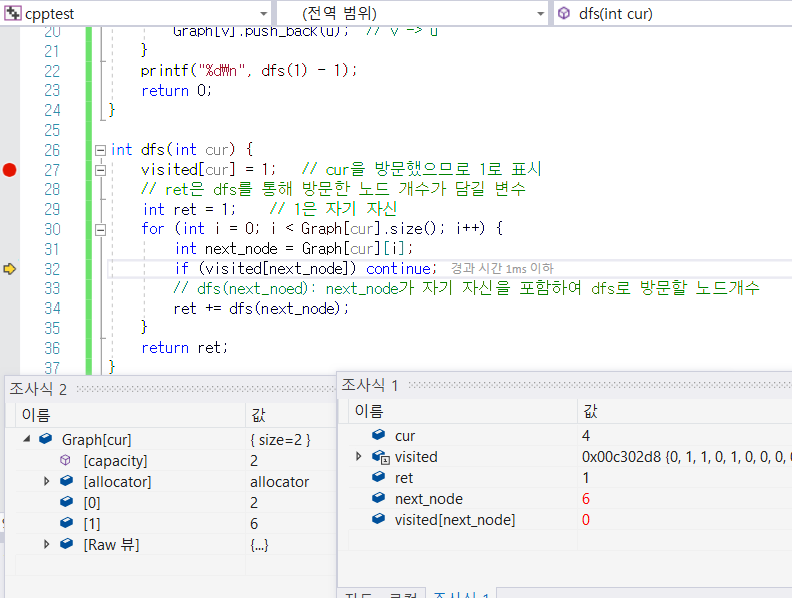 cpptest (전역 범위) dfs(int cur)
20 Graph[v].push_back(u); // v -> u
21 }
22 printf("%d₩n", dfs(1) - 1);
23 return 0;
24 }
25
26 int dfs(int cur) {
27 visited[cur] = 1; // cur을 방문했으므로 1로 표시
28 // ret은 dfs를 통해 방문한 노드 개수가 담길 변수
29 int ret = 1; // 1은 자기 자신
30 for (int i = 0; i < Graph[cur].size(); i++) {
31 int next_node = Graph[cur][i];
32 if (visited[next_node]) continue; 경과 시간 1ms 이하
33 // dfs(next_noed): next_node가 자기 자신을 포함하여 dfs로 방문할 노드개수
34 ret += dfs(next_node);
35 }
36 return ret;
37 }
조사식 2
이름 값
Graph[cur] { size=2 }
[capacity] 2
[allocator] allocator
[0] 2
[1] 6
[Raw 뷰] {...}
조사식 1
이름 값
cur 4
visited 0x00c302d8 {0, 1, 1, 0, 1, 0, 0, 0,
ret 1
next_node 6
visited[next_node] 0
조사식 1